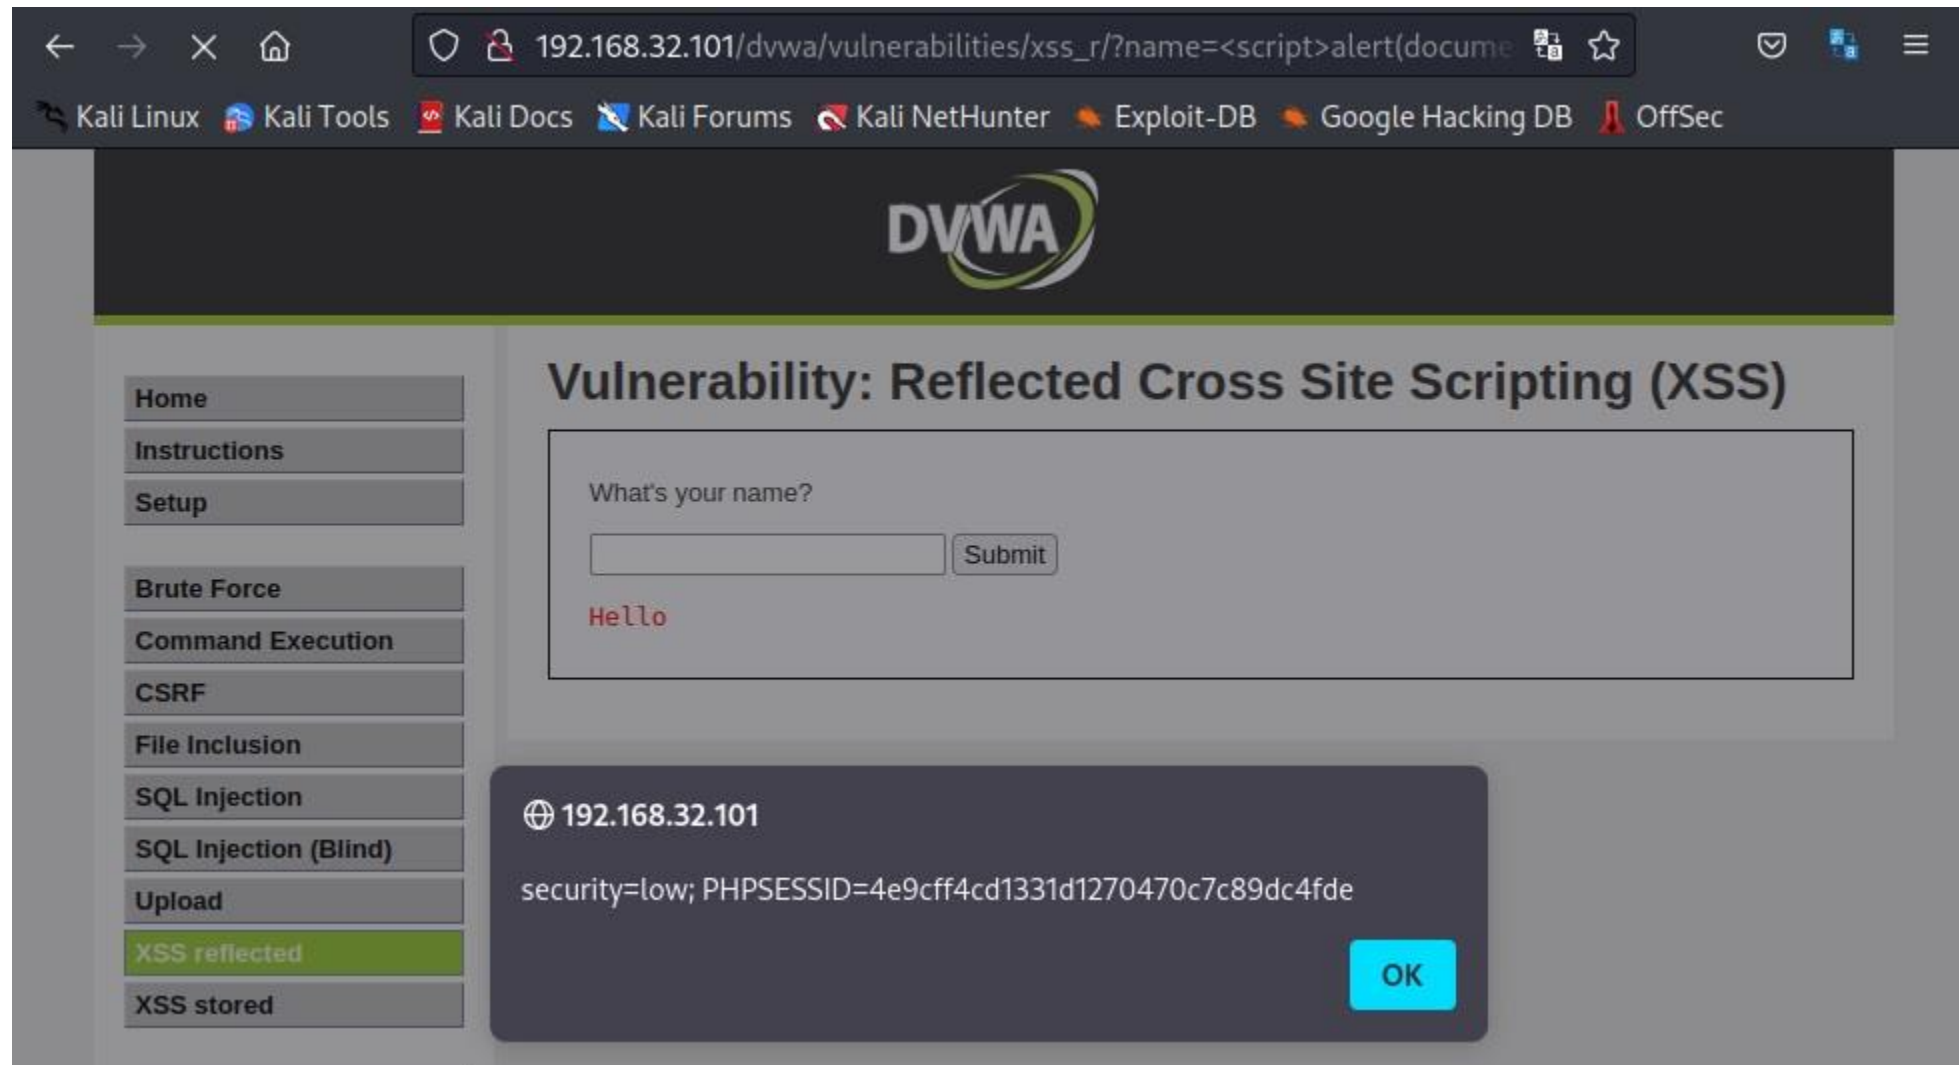 192.168.32.101/dvwa/vulnerabilities/xss_r/?name=<script>alert(docume
Kali Linux Kali Tools Kali Docs Kali Forums Kali NetHunter Exploit-DB Google Hacking DB OffSec
DVWA
Vulnerability: Reflected Cross Site Scripting (XSS)
Home
Instructions
Setup
Brute Force
Command Execution
CSRF
File Inclusion
SQL Injection
SQL Injection (Blind)
Upload
XSS reflected
XSS stored
What's your name?
Submit
Hello
192.168.32.101
security=low; PHPSESSID=4e9cff4cd1331d1270470c7c89dc4fde
OK